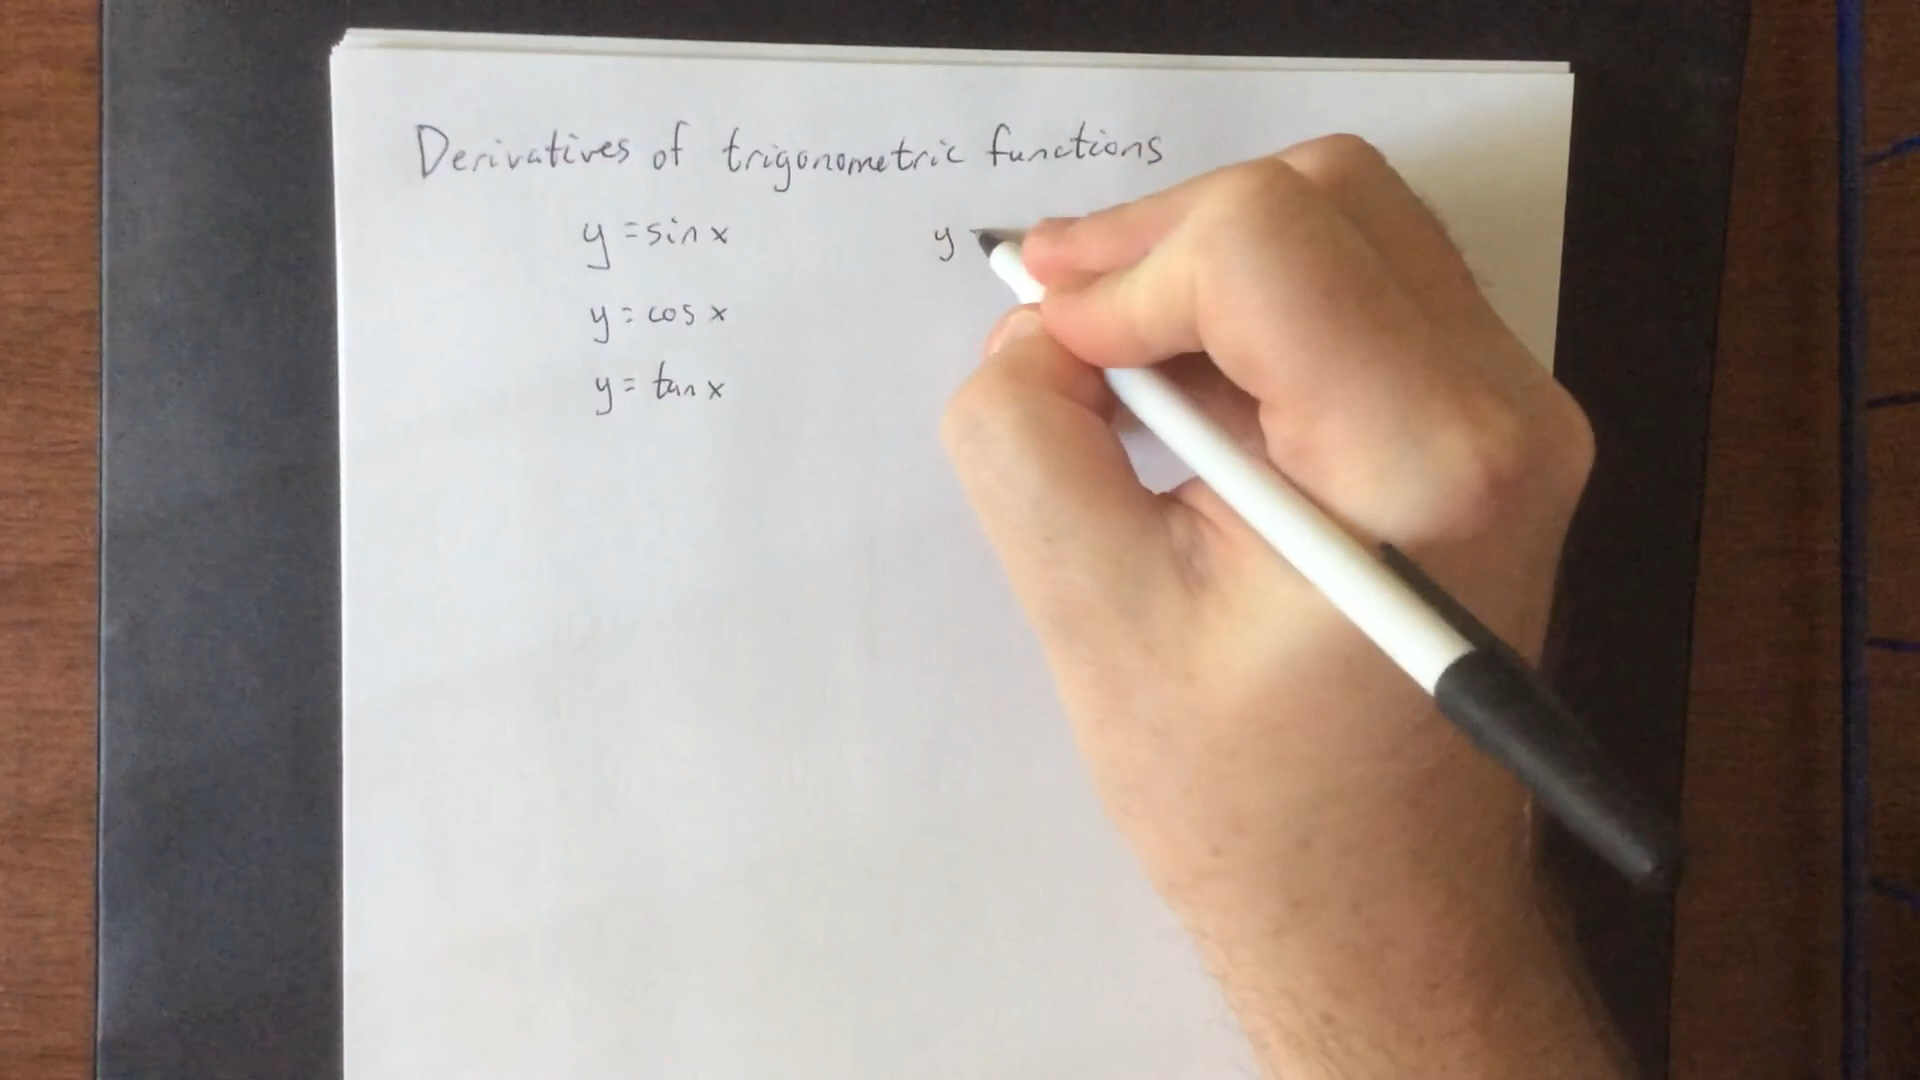 Derivatives of trigonometric functions
y = sin x y
y = cos x
y = tan x